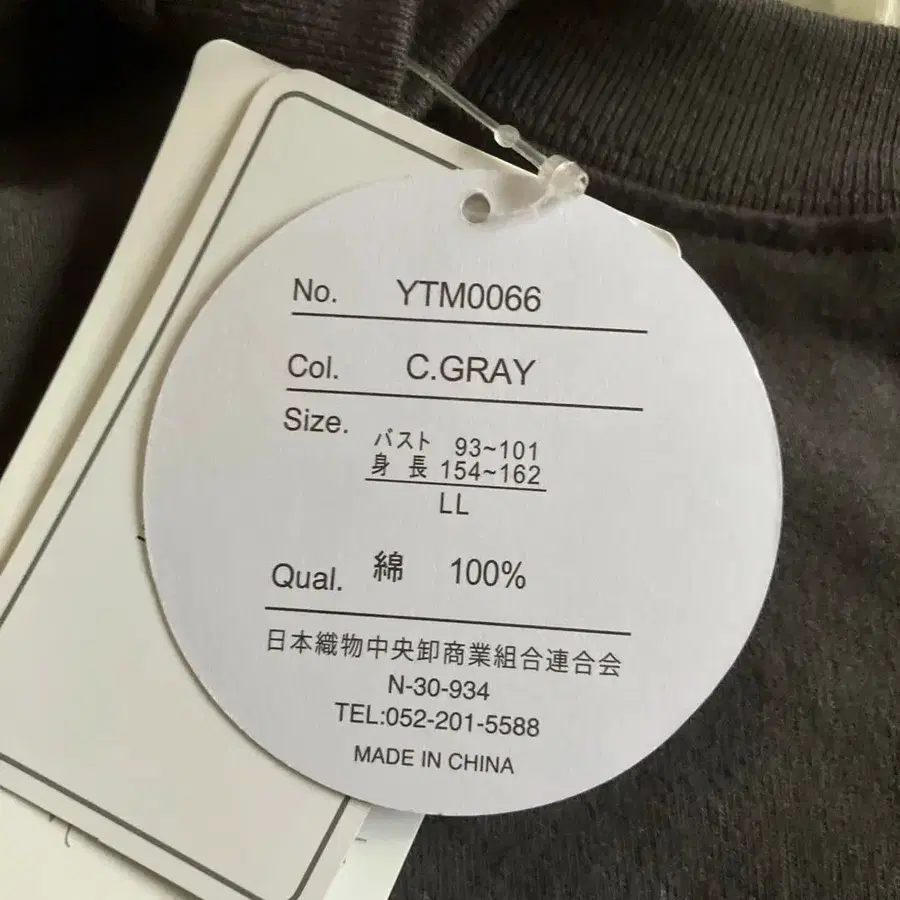 No. YTM0066
Col. C.GRAY
Size.
バスト 93~101
身長 154~162
LL
Qual. 綿 100%
日本織物中央卸商業組合連合会
N-30-934
TEL:052-201-5588
MADE IN CHINA